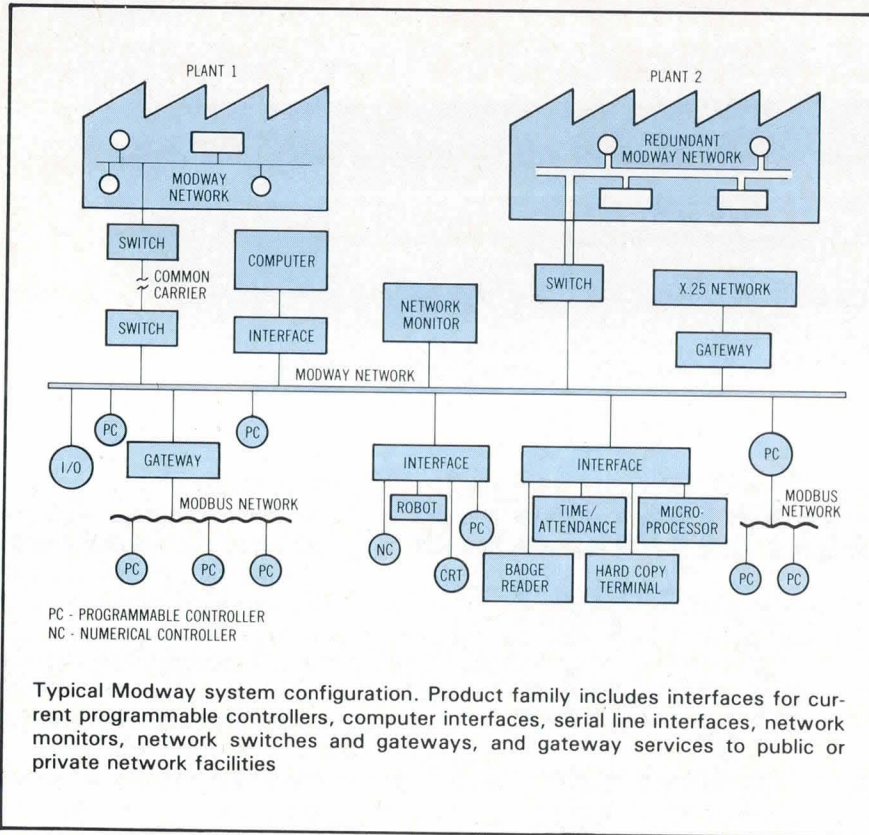 PLANT 1
PLANT 2
MODWAY
NETWORK
REDUNDANT
MODWAY NETWORK
SWITCH
COMMON
CARRIER
SWITCH
COMPUTER
INTERFACE
NETWORK
MONITOR
SWITCH
X.25 NETWORK
GATEWAY
MODWAY NETWORK
I/O
PC
GATEWAY
PC
MODBUS NETWORK
PC
PC
PC
INTERFACE
NC
ROBOT
CRT
PC
INTERFACE
BADGE
READER
TIME/
ATTENDANCE
HARD COPY
TERMINAL
MICRO-
PROCESSOR
PC
MODBUS
NETWORK
PC
PC
PC - PROGRAMMABLE CONTROLLER
NC - NUMERICAL CONTROLLER
Typical Modway system configuration. Product family includes interfaces for cur-
rent programmable controllers, computer interfaces, serial line interfaces, network
monitors, network switches and gateways, and gateway services to public or
private network facilities